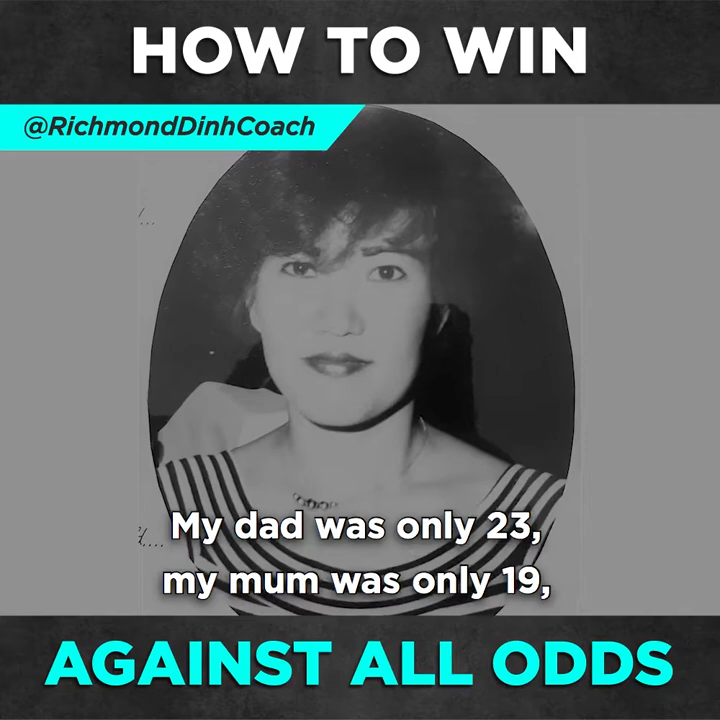 HOW TO WIN
@RichmondDinhCoach
My dad was only 23,
my mum was only 19,
AGAINST ALL ODDS